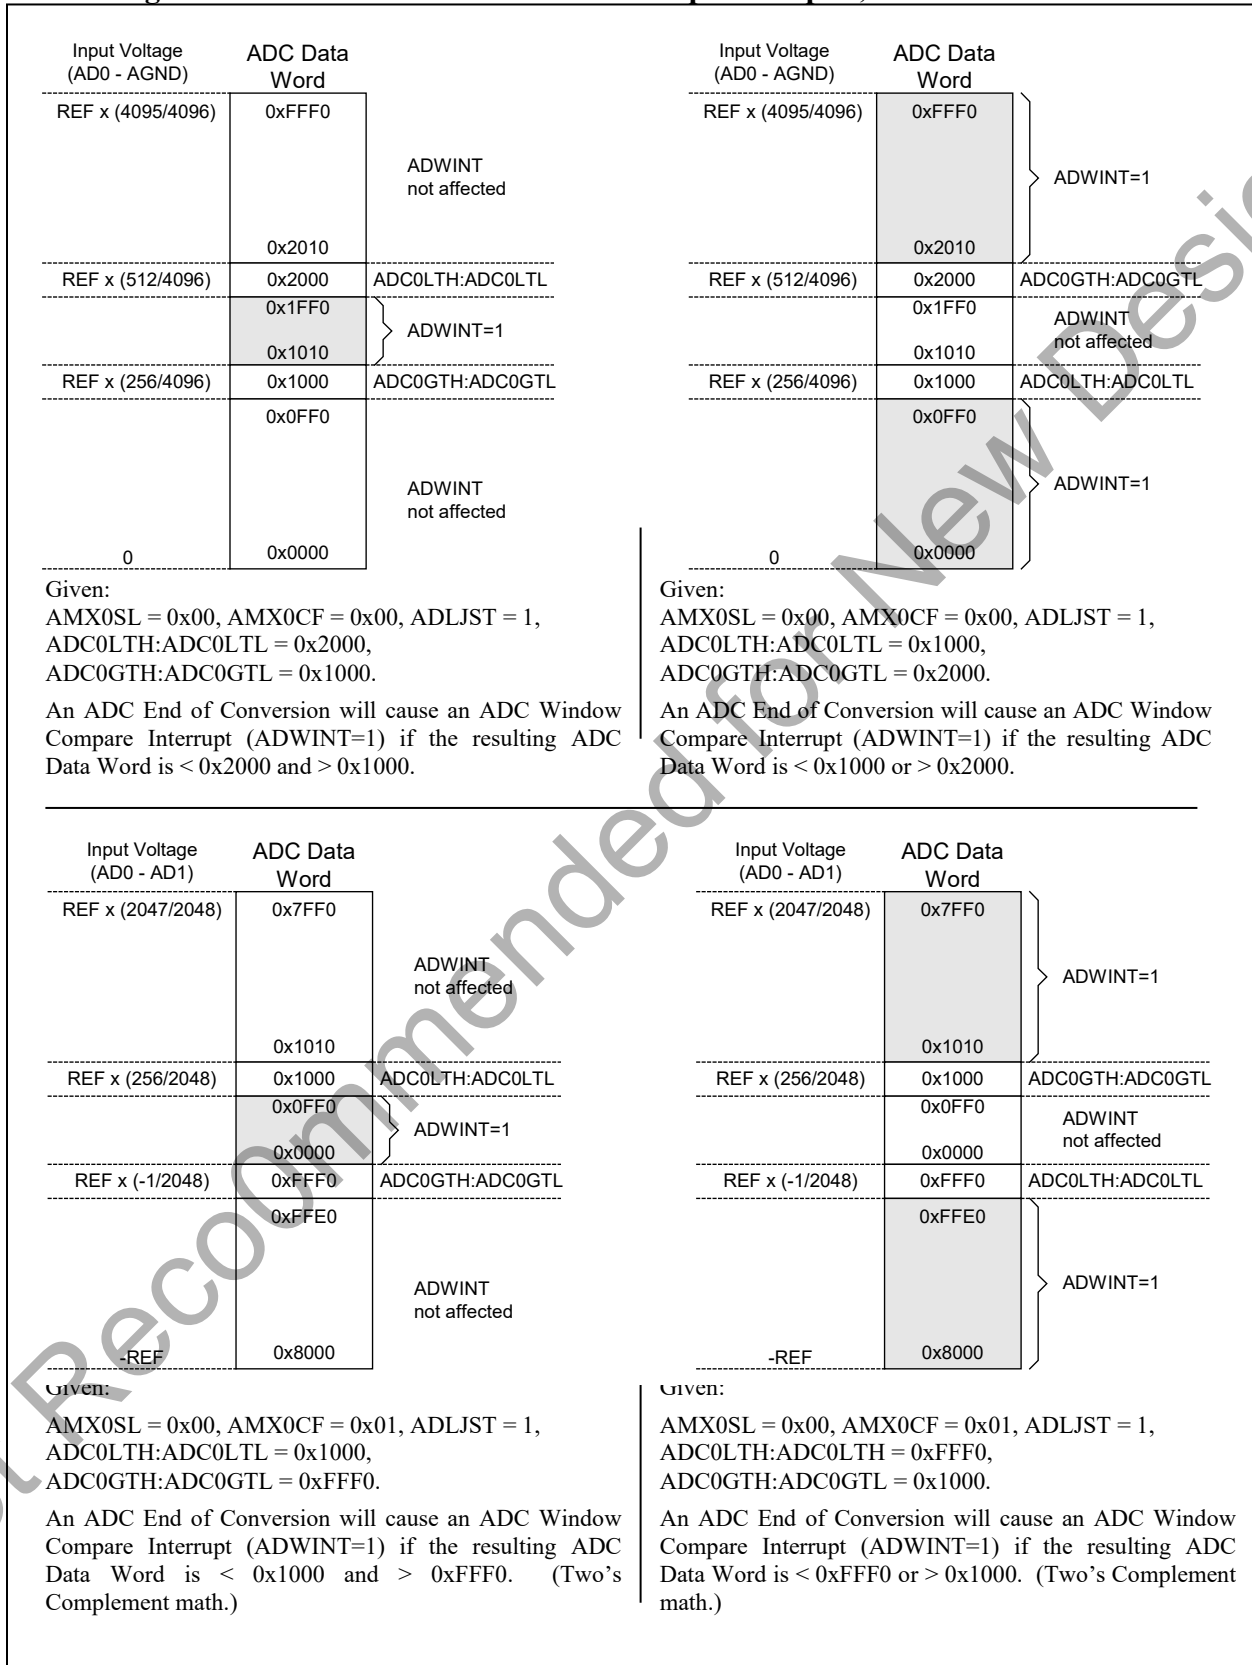 Input Voltage
(AD0 - AGND)
ADC Data
Word
REF x (4095/4096)
0xFFF0
ADWINT
not affected
0x2010
REF x (512/4096)
0x2000
ADC0LTH:ADC0LTL
0x1FF0
ADWINT=1
0x1010
REF x (256/4096)
0x1000
ADC0GTH:ADC0GTL
0x0FF0
ADWINT
not affected
0
0x0000
Given:
AMX0SL = 0x00, AMX0CF = 0x00, ADLJST = 1,
ADC0LTH:ADC0LTL = 0x2000,
ADC0GTH:ADC0GTL = 0x1000.
An ADC End of Conversion will cause an ADC Window
Compare Interrupt (ADWINT=1) if the resulting ADC
Data Word is < 0x2000 and > 0x1000.
Input Voltage
(AD0 - AGND)
ADC Data
Word
REF x (4095/4096)
0xFFF0
ADWINT=1
0x2010
REF x (512/4096)
0x2000
ADC0GTH:ADC0GTL
0x1FF0
ADWINT
not affected
0x1010
REF x (256/4096)
0x1000
ADC0LTH:ADC0LTL
0x0FF0
ADWINT=1
0
0x0000
Given:
AMX0SL = 0x00, AMX0CF = 0x00, ADLJST = 1,
ADC0LTH:ADC0LTL = 0x1000,
ADC0GTH:ADC0GTL = 0x2000.
An ADC End of Conversion will cause an ADC Window
Compare Interrupt (ADWINT=1) if the resulting ADC
Data Word is < 0x1000 or > 0x2000.
Input Voltage
(AD0 - AD1)
ADC Data
Word
REF x (2047/2048)
0x7FF0
ADWINT
not affected
0x1010
REF x (256/2048)
0x1000
ADC0LTH:ADC0LTL
0x0FF0
ADWINT=1
0x0000
REF x (-1/2048)
0xFFF0
ADC0GTH:ADC0GTL
0xFFE0
ADWINT
not affected
-REF
0x8000
Given:
AMX0SL = 0x00, AMX0CF = 0x01, ADLJST = 1,
ADC0LTH:ADC0LTL = 0x1000,
ADC0GTH:ADC0GTL = 0xFFF0.
An ADC End of Conversion will cause an ADC Window
Compare Interrupt (ADWINT=1) if the resulting ADC
Data Word is < 0x1000 and > 0xFFF0. (Two's
Complement math.)
Input Voltage
(AD0 - AD1)
ADC Data
Word
REF x (2047/2048)
0x7FF0
ADWINT=1
0x1010
REF x (256/2048)
0x1000
ADC0GTH:ADC0GTL
0x0FF0
ADWINT
not affected
0x0000
REF x (-1/2048)
0xFFF0
ADC0LTH:ADC0LTL
0xFFE0
ADWINT=1
-REF
0x8000
Given:
AMX0SL = 0x00, AMX0CF = 0x01, ADLJST = 1,
ADC0LTH:ADC0LTH = 0xFFF0,
ADC0GTH:ADC0GTL = 0x1000.
An ADC End of Conversion will cause an ADC Window
Compare Interrupt (ADWINT=1) if the resulting ADC
Data Word is < 0xFFF0 or > 0x1000. (Two's Complement
math.)
Recommended for New